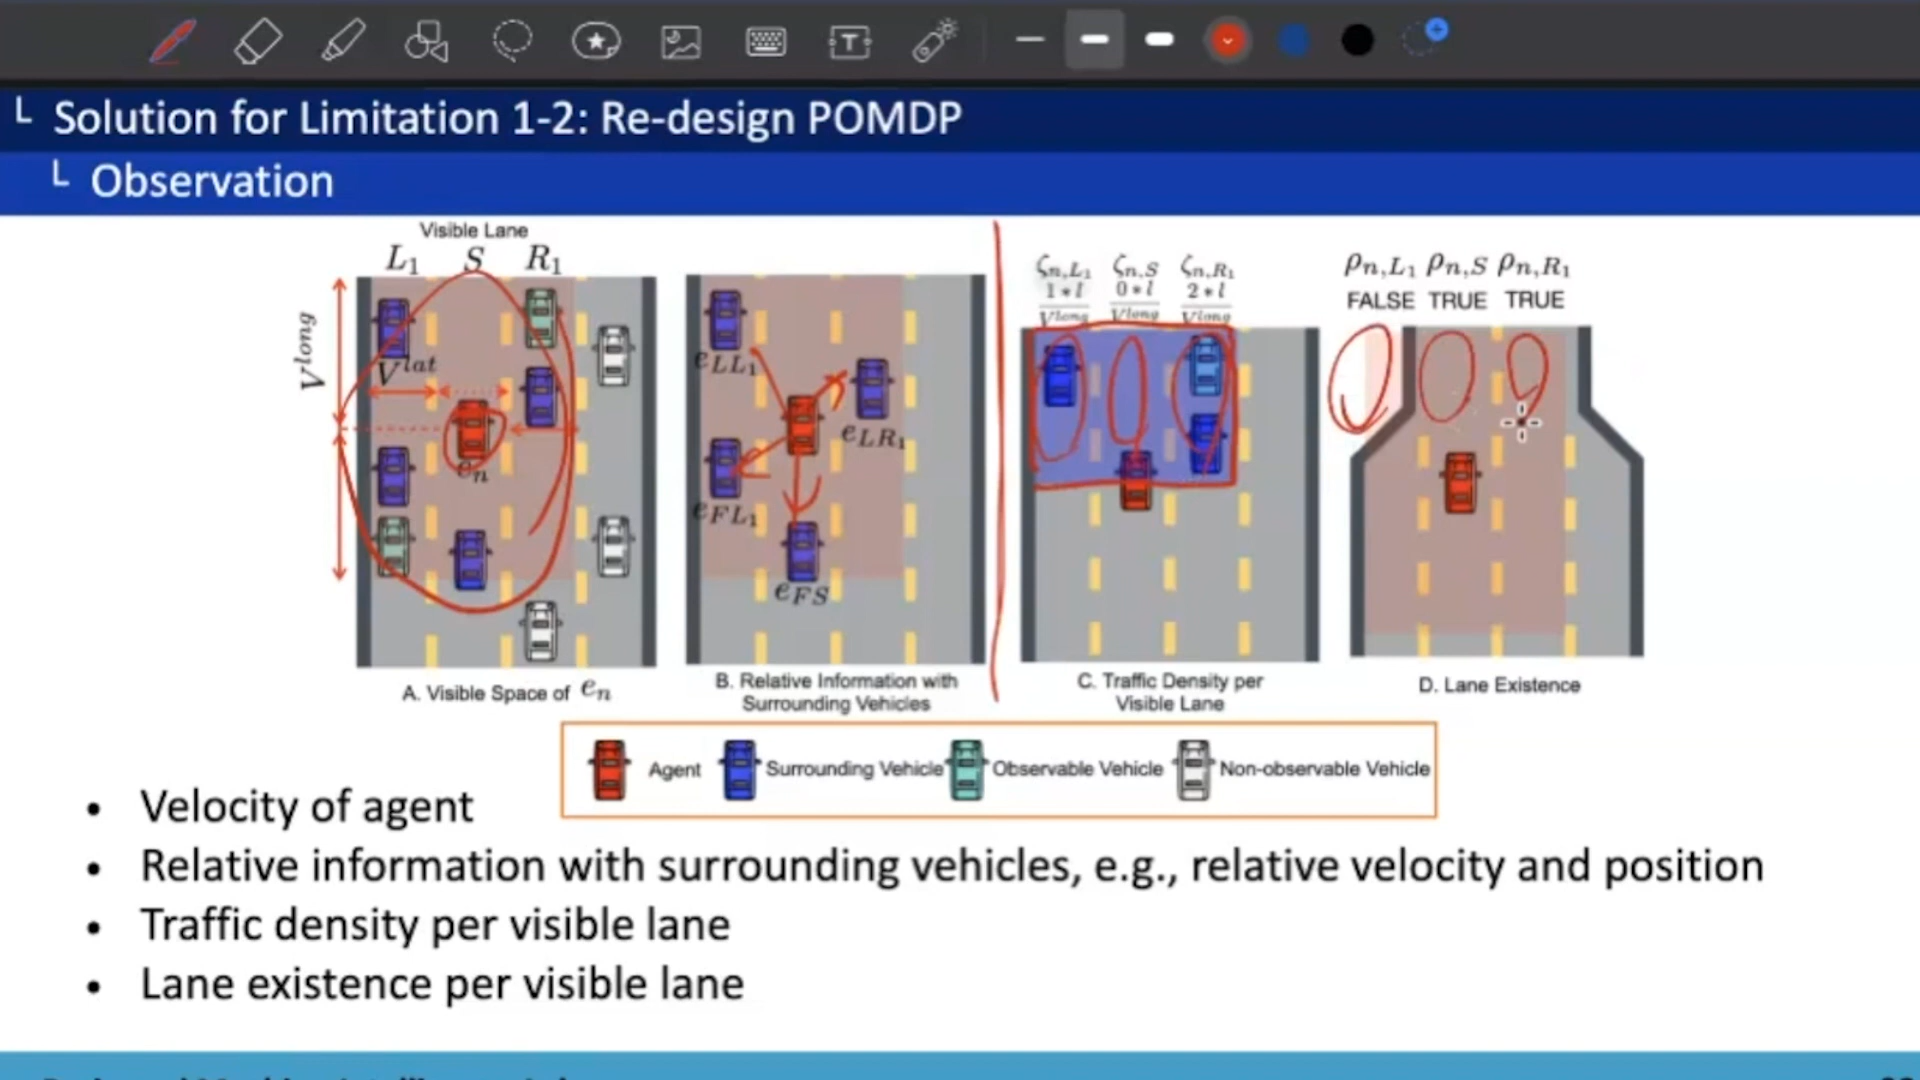 └ Solution for Limitation 1-2: Re-design POMDP
└ Observation
Visible Lane
L1 S R1
V^long
V^lat
e_n
A. Visible Space of e_n
e_LL1
e_LR1
e_FL1
e_FS
B. Relative Information with
Surrounding Vehicles
ζn,L1 ζn,S ζn,R1
1*l 0*l 2*l
V^long V^long V^long
C. Traffic Density per
Visible Lane
ρn,L1 ρn,S ρn,R1
FALSE TRUE TRUE
D. Lane Existence
Agent Surrounding Vehicle Observable Vehicle Non-observable Vehicle
• Velocity of agent
• Relative information with surrounding vehicles, e.g., relative velocity and position
• Traffic density per visible lane
• Lane existence per visible lane